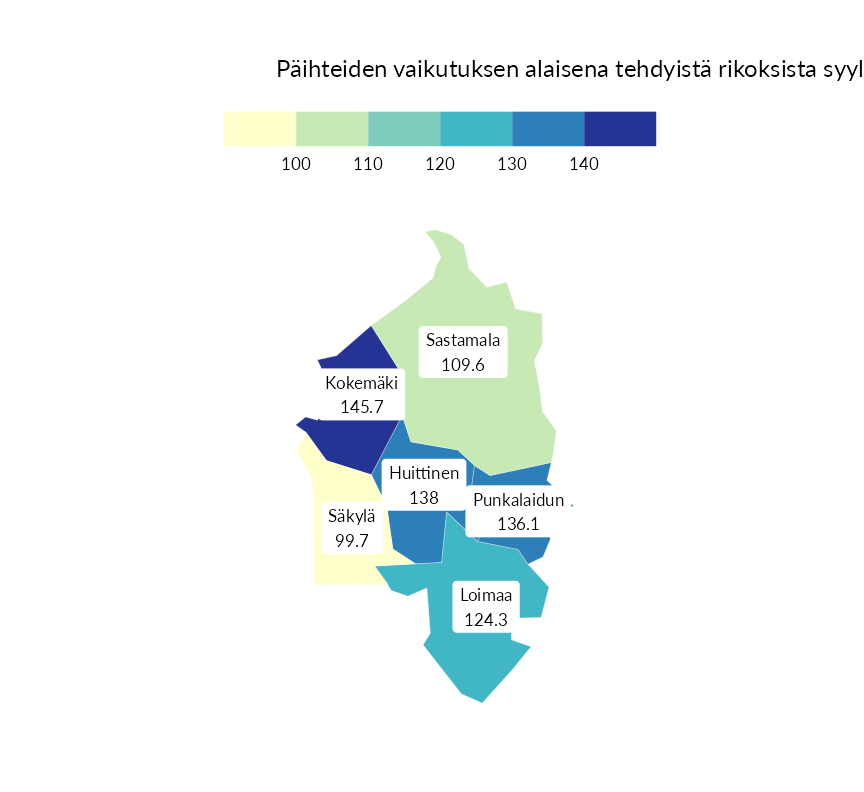 Päihteiden vaikutuksen alaisena tehdyistä rikoksista
100 110 120 130 140
Sastamala
109.6
Kokemäki
145.7
Huittinen
138
Punkalaidun
136.1
Säkylä
99.7
Loimaa
124.3